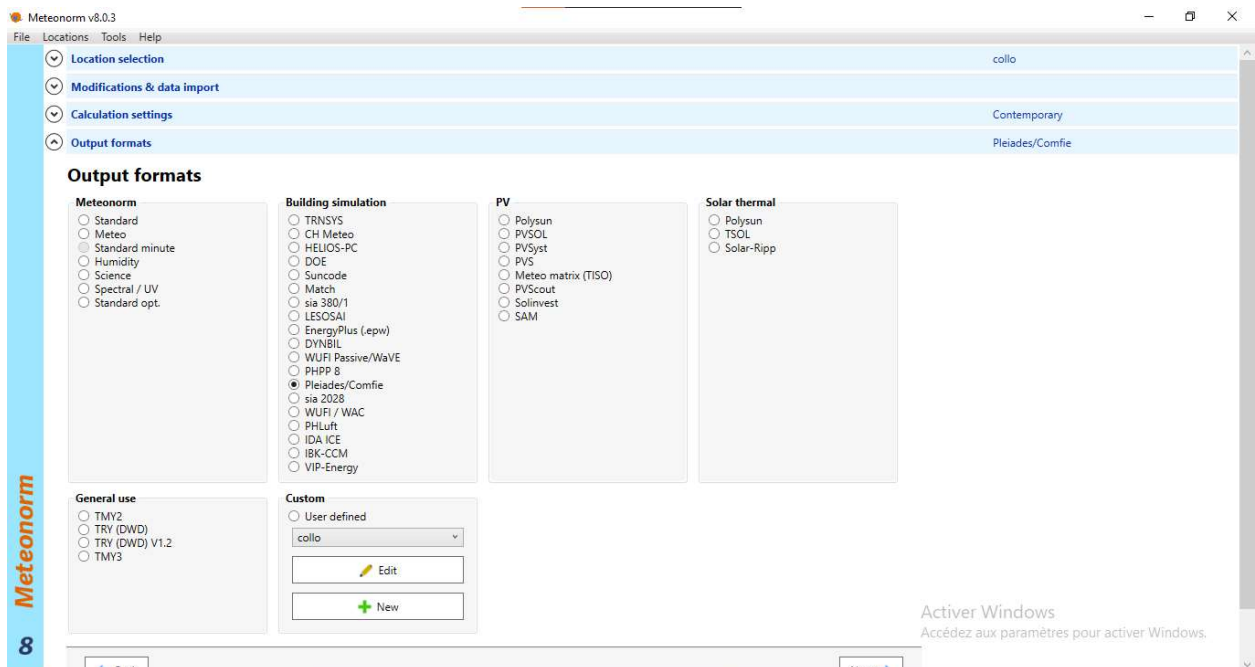 Meteonorm v8.0.3
File Locations Tools Help
Location selection collo
Modifications & data import
Calculation settings Contemporary
Output formats Pleiades/Comfie
Output formats
Meteonorm
Standard
Meteo
Standard minute
Humidity
Science
Spectral / UV
Standard opt.
Building simulation
TRNSYS
CH Meteo
HELIOS-PC
DOE
Suncode
Match
sia 380/1
LESOSAI
EnergyPlus (.epw)
DYNBIL
WUFI Passive/WaVE
PHPP 8
Pleiades/Comfie
sia 2028
WUFI / WAC
PHLuft
IDA ICE
IBK-CCM
VIP-Energy
PV
Polysun
PVSOL
PVSyst
PVS
Meteo matrix (TISO)
PVScout
Solinvest
SAM
Solar thermal
Polysun
TSOL
Solar-Ripp
General use
TMY2
TRY (DWD)
TRY (DWD) V1.2
TMY3
Custom
User defined
collo
Edit
New
Meteonorm
8
Activer Windows
Accédez aux paramètres pour activer Windows.